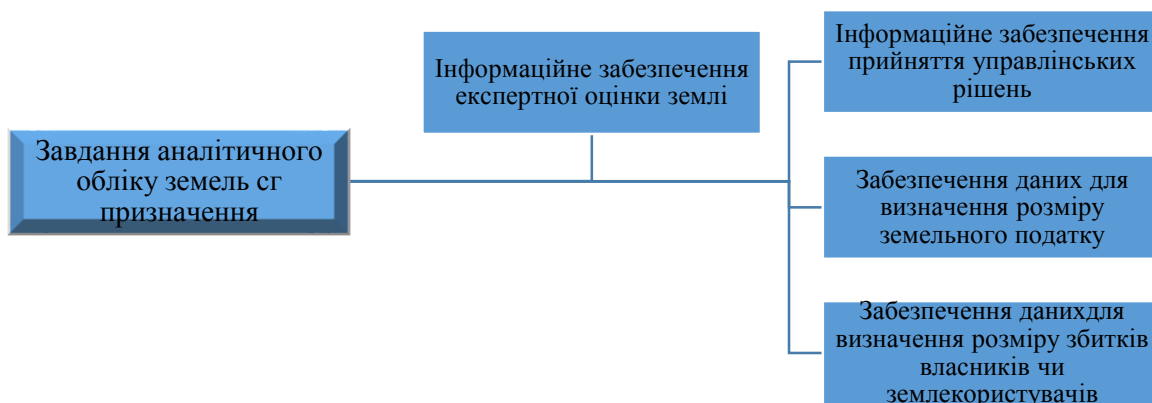 Завдання аналітичного
обліку земель сг
призначення
Інформаційне забезпечення
експертної оцінки землі
Інформаційне забезпечення
прийняття управлінських
рішень
Забезпечення даних для
визначення розміру
земельного податку
Забезпечення данихдля
визначення розміру збитків
власників чи
землекористувачів